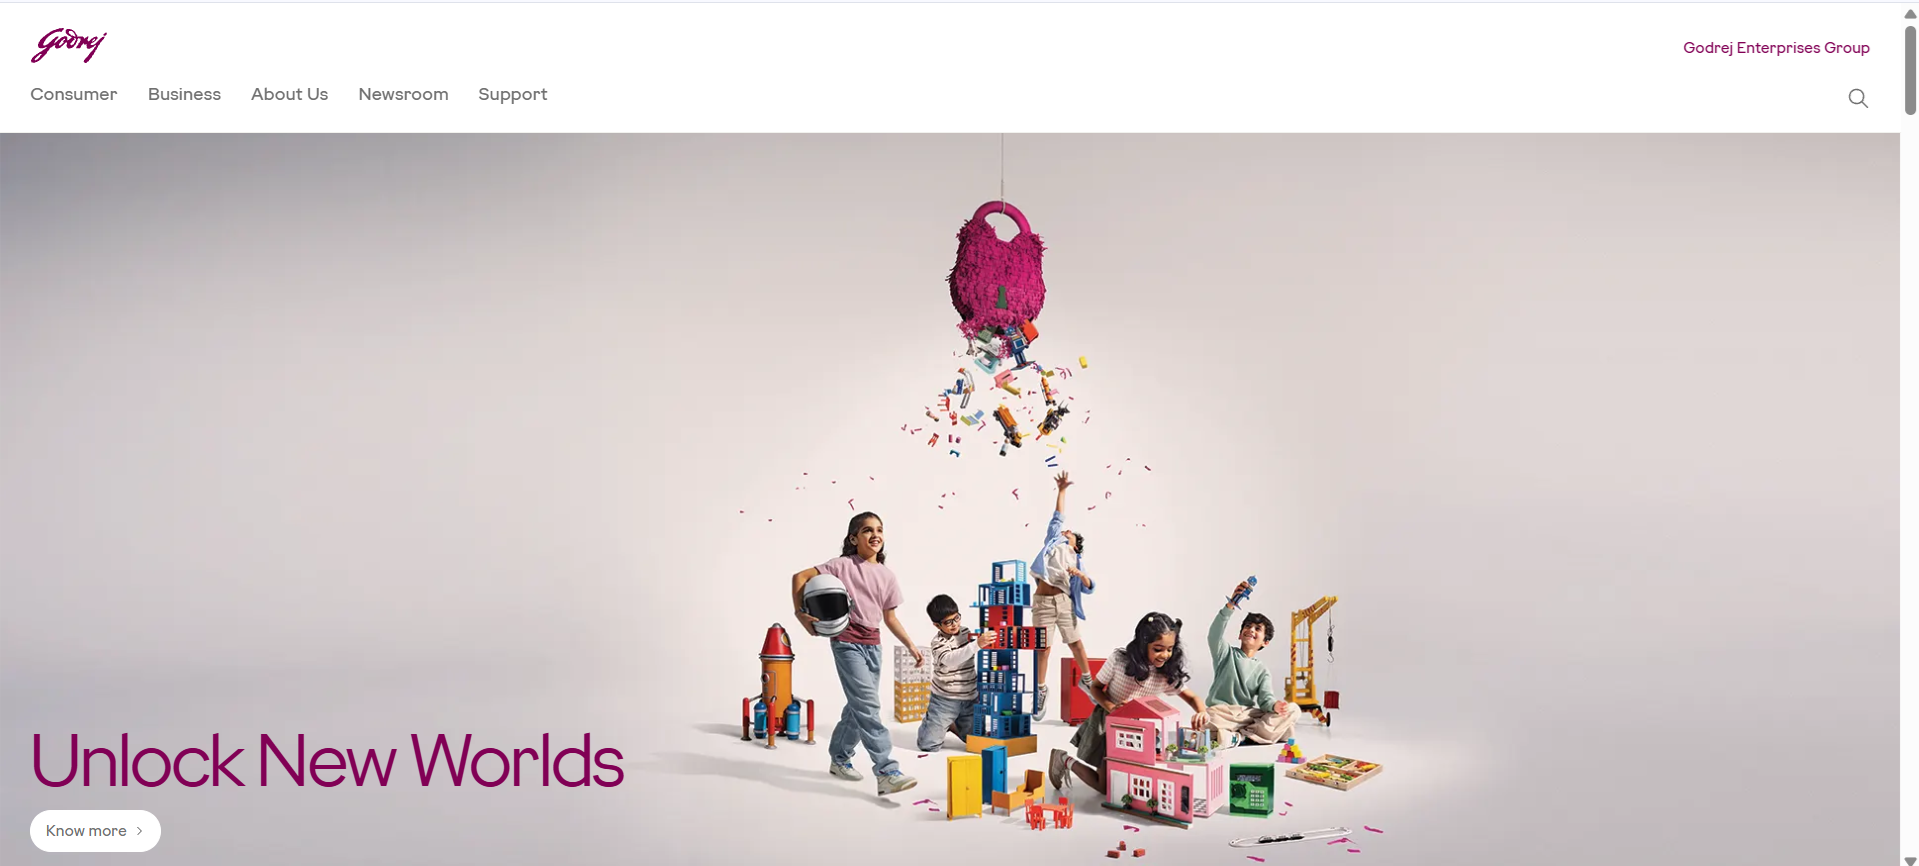 Godrej
Godrej Enterprises Group
Consumer
Business
About Us
Newsroom
Support
Unlock New Worlds
Know more